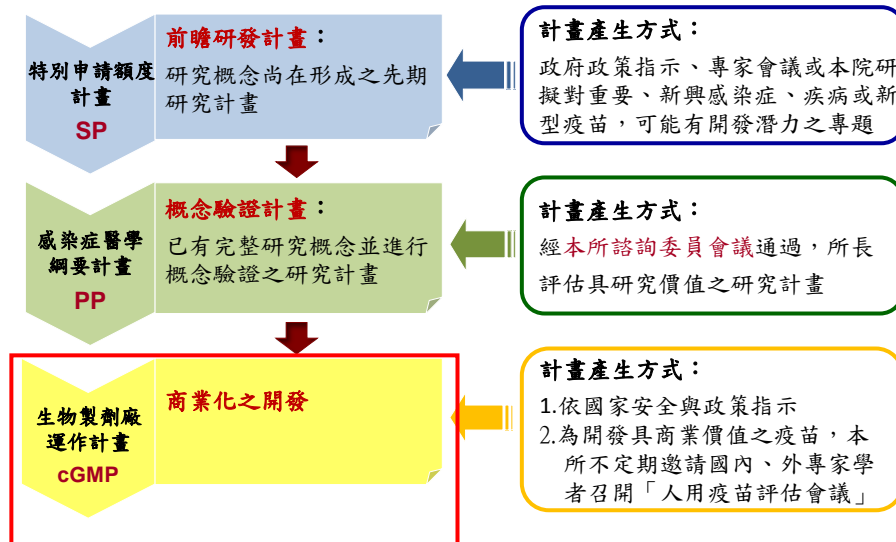 特別申請額度
計畫
SP
前瞻研發計畫：
研究概念尚在形成之先期
研究計畫
計畫產生方式：
政府政策指示、專家會議或本院研
擬對重要、新興感染症、疾病或新
型疫苗，可能有開發潛力之專題
感染症醫學
綱要計畫
PP
概念驗證計畫：
已有完整研究概念並進行
概念驗證之研究計畫
計畫產生方式：
經本所諮詢委員會議通過，所長
評估具研究價值之研究計畫
生物製劑廠
運作計畫
cGMP
商業化之開發
計畫產生方式：
1.依國家安全與政策指示
2.為開發具商業價值之疫苗，本
所不定期邀請國內、外專家學
者召開「人用疫苗評估會議」